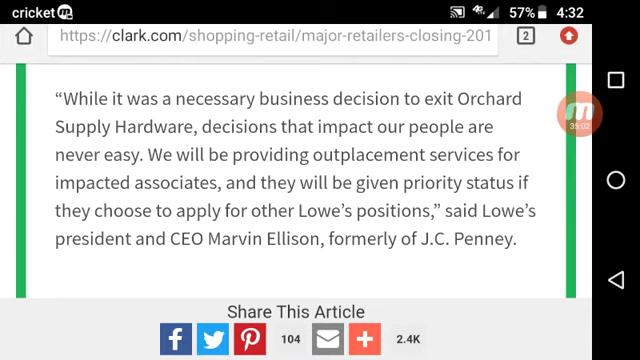 cricket 4G 57% 4:32
https://clark.com/shopping-retail/major-retailers-closing-201 2
35:02
“While it was a necessary business decision to exit Orchard
Supply Hardware, decisions that impact our people are
never easy. We will be providing outplacement services for
impacted associates, and they will be given priority status if
they choose to apply for other Lowe’s positions,” said Lowe’s
president and CEO Marvin Ellison, formerly of J.C. Penney.
Share This Article
104 2.4K